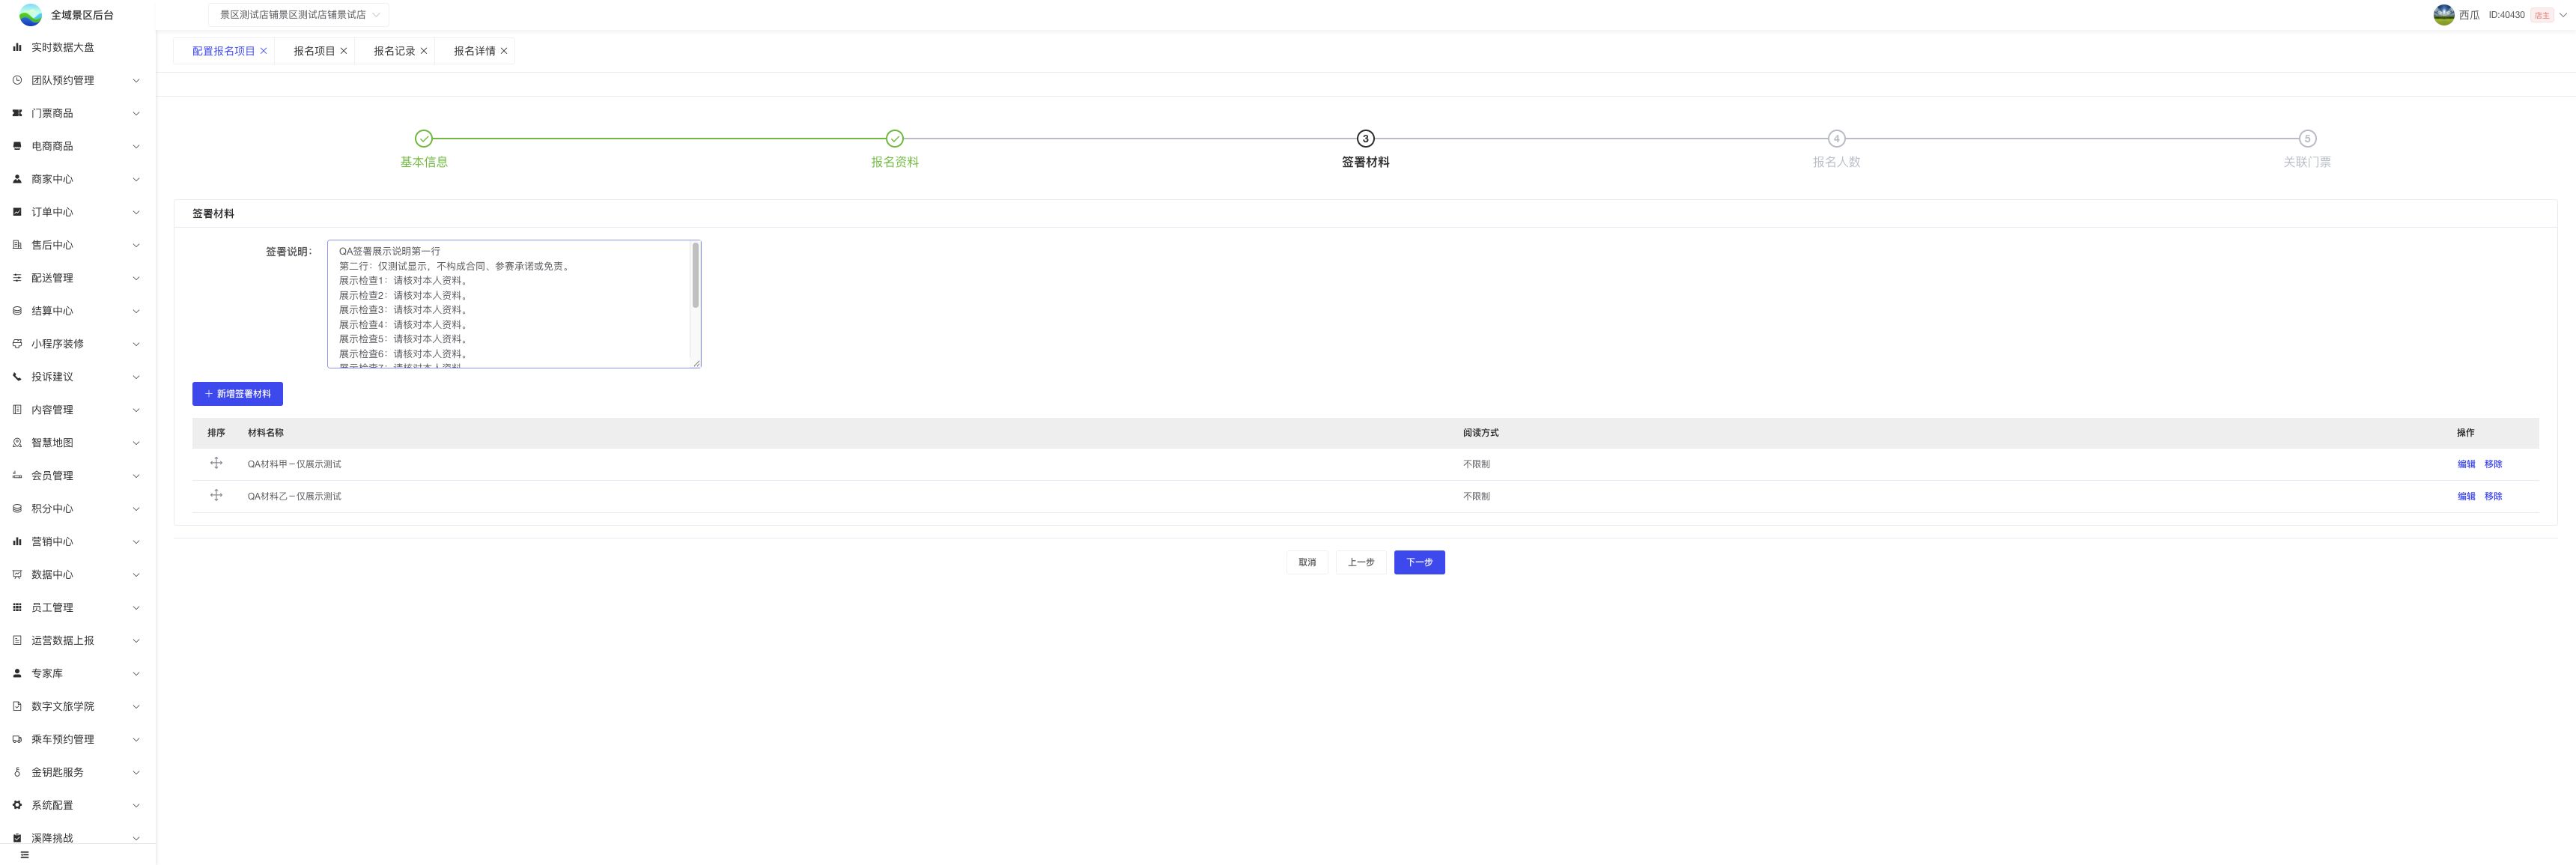 全域景区后台
景区测试店铺景区测试店铺景试店
西瓜 ID:40430 店主
实时数据大盘
团队预约管理
门票商品
电商商品
商家中心
订单中心
售后中心
配送管理
结算中心
小程序装修
投诉建议
内容管理
智慧地图
会员管理
积分中心
营销中心
数据中心
员工管理
运营数据上报
专家库
数字文旅学院
乘车预约管理
金钥匙服务
系统配置
溪降挑战
配置报名项目 报名项目 报名记录 报名详情
3 4 5
基本信息 报名资料 签署材料 报名人数 关联门票
签署材料
签署说明：
QA签署展示说明第一行
第二行：仅测试显示，不构成合同、参赛承诺或免责。
展示检查1：请核对本人资料。
展示检查2：请核对本人资料。
展示检查3：请核对本人资料。
展示检查4：请核对本人资料。
展示检查5：请核对本人资料。
展示检查6：请核对本人资料。
展示检查7：请核对本人资料
新增签署材料
排序 材料名称 阅读方式 操作
QA材料甲－仅展示测试 不限制 编辑 移除
QA材料乙－仅展示测试 不限制 编辑 移除
取消 上一步 下一步